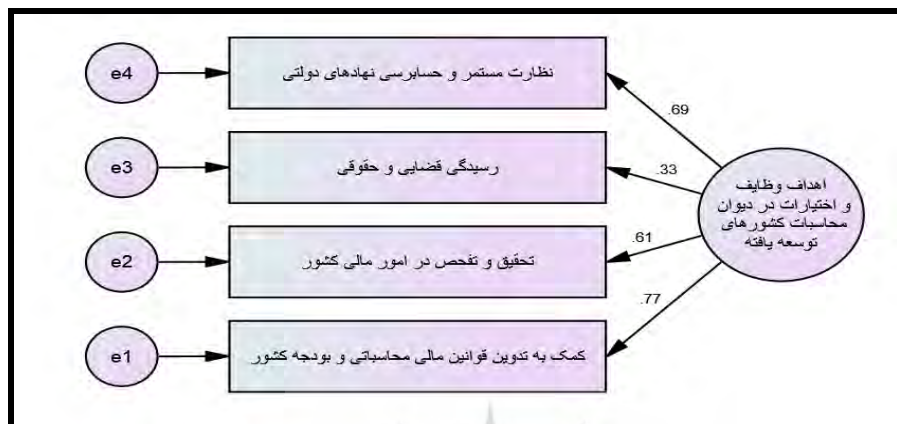 e4
نظارت مستمر و حسابرسی نهادهای دولتی
.69
e3
رسیدگی قضایی و حقوقی
.33
اهداف وظایف
و اختیارات در دیوان
محاسبات کشورهای
توسعه یافته
e2
تحقیق و تفحص در امور مالی کشور
.61
e1
کمک به تدوین قوانین مالی محاسباتی و بودجه کشور
.77